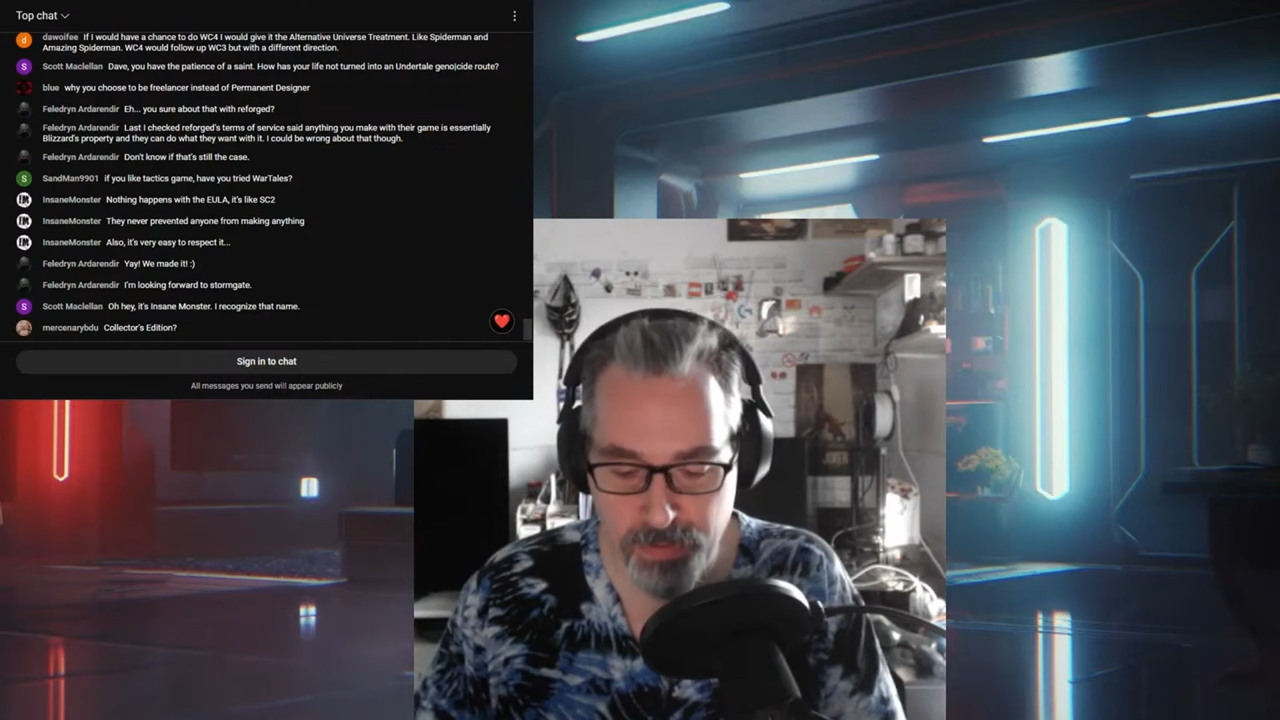 Top chat
dawoifee If I would have a chance to do WC4 I would give it the Alternative Universe Treatment. Like Spiderman and
Amazing Spiderman. WC4 would follow up WC3 but with a different direction.
Scott Maclellan Dave, you have the patience of a saint. How has your life not turned into an Undertale geno|cide route?
blue why you choose to be freelancer instead of Permanent Designer
Feledryn Ardarendir Eh... you sure about that with reforged?
Feledryn Ardarendir Last I checked reforged's terms of service said anything you make with their game is essentially
Blizzard's property and they can do what they want with it. I could be wrong about that though.
Feledryn Ardarendir Don't know if that's still the case.
SandMan9901 if you like tactics game, have you tried WarTales?
InsaneMonster Nothing happens with the EULA, it's like SC2
InsaneMonster They never prevented anyone from making anything
InsaneMonster Also, it's very easy to respect it...
Feledryn Ardarendir Yay! We made it! :)
Feledryn Ardarendir I'm looking forward to stormgate.
Scott Maclellan Oh hey, it's Insane Monster. I recognize that name.
mercenarybdu Collector's Edition?
Sign in to chat
All messages you send will appear publicly
JOKER